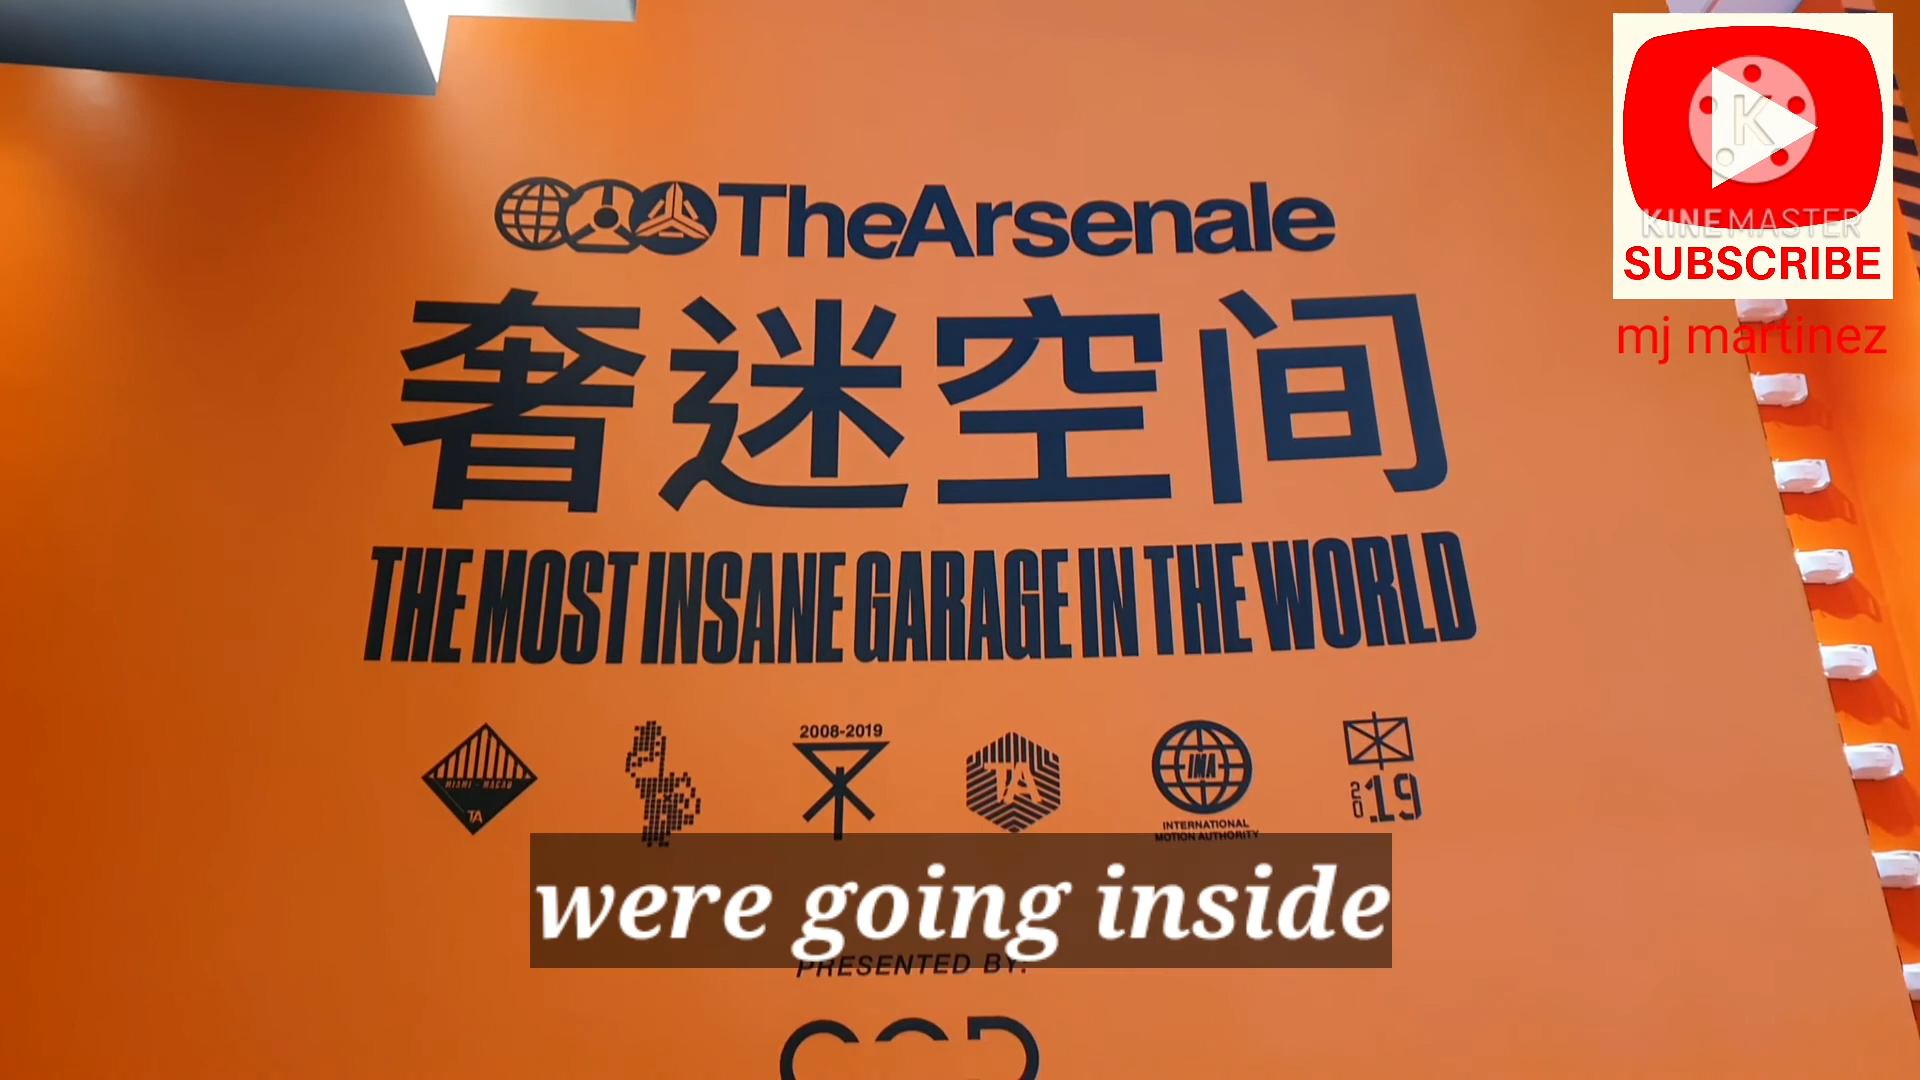 TheArsenale
奢迷空间
THE MOST INSANE GARAGE IN THE WORLD
MIAMI - MACAO
TA
2008-2019
TA
IMA
INTERNATIONAL
MOTION AUTHORITY
2019
were going inside
PRESENTED BY:
K
KINEMASTER
SUBSCRIBE
mj martinez